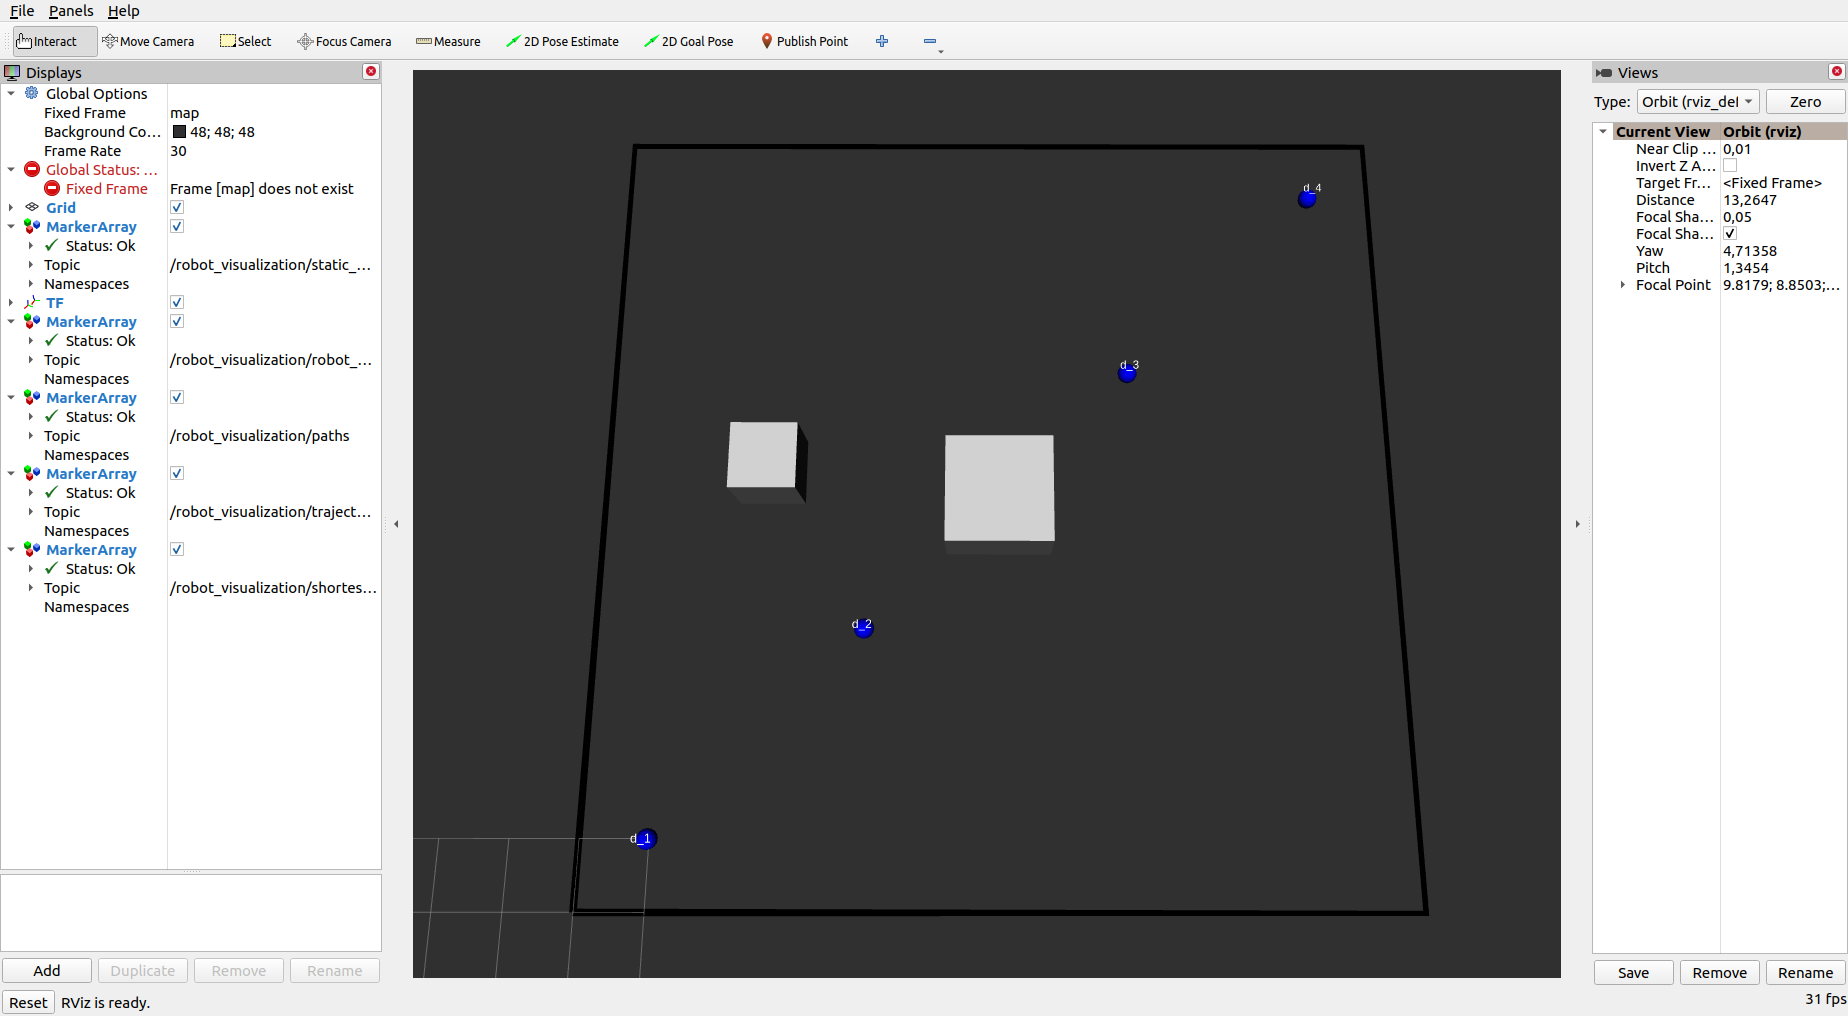 File Panels Help
Interact Move Camera Select Focus Camera Measure 2D Pose Estimate 2D Goal Pose Publish Point
Displays
Global Options
Fixed Frame map
Background Co... 48; 48; 48
Frame Rate 30
Global Status: ...
Fixed Frame Frame [map] does not exist
Grid
MarkerArray
Status: Ok
Topic /robot_visualization/static_...
Namespaces
TF
MarkerArray
Status: Ok
Topic /robot_visualization/robot_...
Namespaces
MarkerArray
Status: Ok
Topic /robot_visualization/paths
Namespaces
MarkerArray
Status: Ok
Topic /robot_visualization/traject...
Namespaces
MarkerArray
Status: Ok
Topic /robot_visualization/shortes...
Namespaces
Add Duplicate Remove Rename
Reset RViz is ready.
d_4
d_3
d_2
d_1
Views
Type: Orbit (rviz_del Zero
Current View Orbit (rviz)
Near Clip ... 0,01
Invert Z A...
Target Fr... <Fixed Frame>
Distance 13,2647
Focal Sha... 0,05
Focal Sha...
Yaw 4,71358
Pitch 1,3454
Focal Point 9.8179; 8.8503;...
Save Remove Rename
31 fps